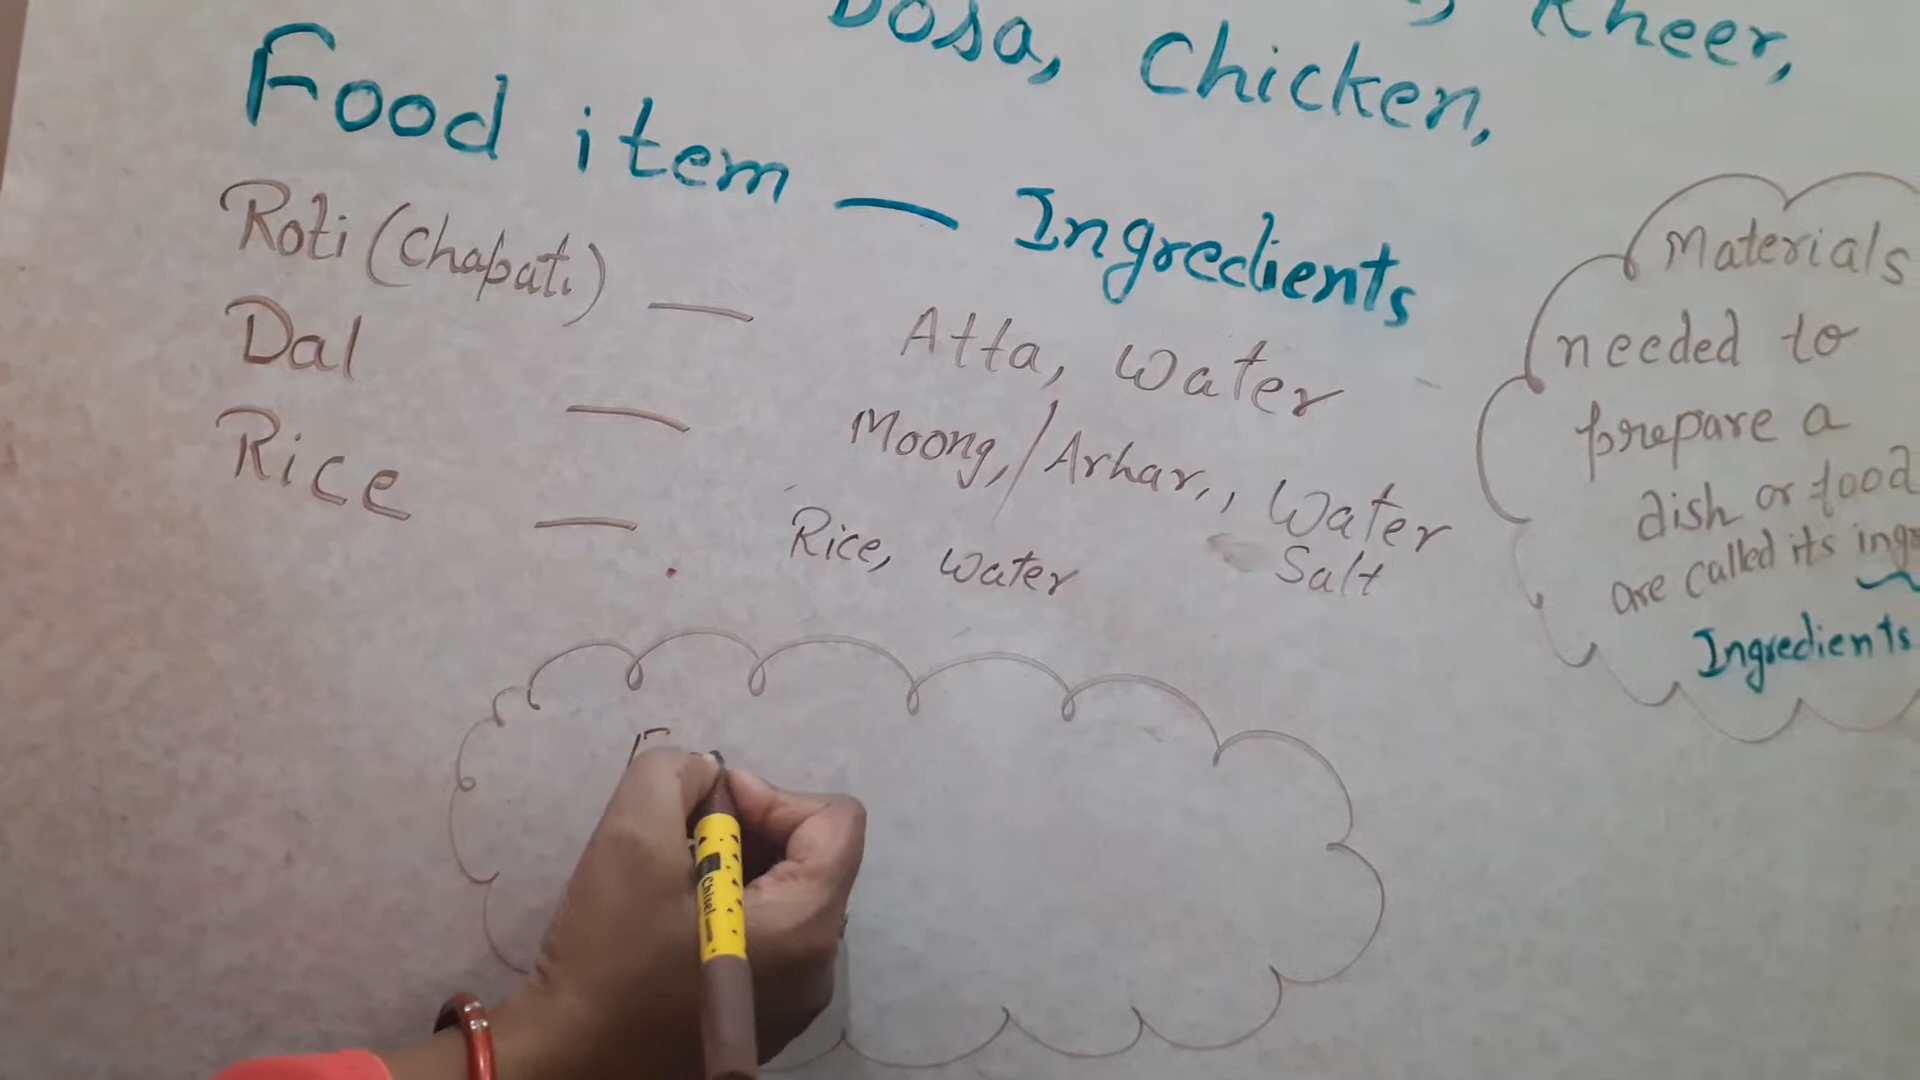 Kheer,
Dosa, Chicken,
Food item — Ingredients
Roti (Chapati) — Atta, Water
Dal — Moong,/Arhar,, Water
Salt
Rice — Rice, Water
Materials
needed to
prepare a
dish or food
are called its
Ingredients
F
Chisel